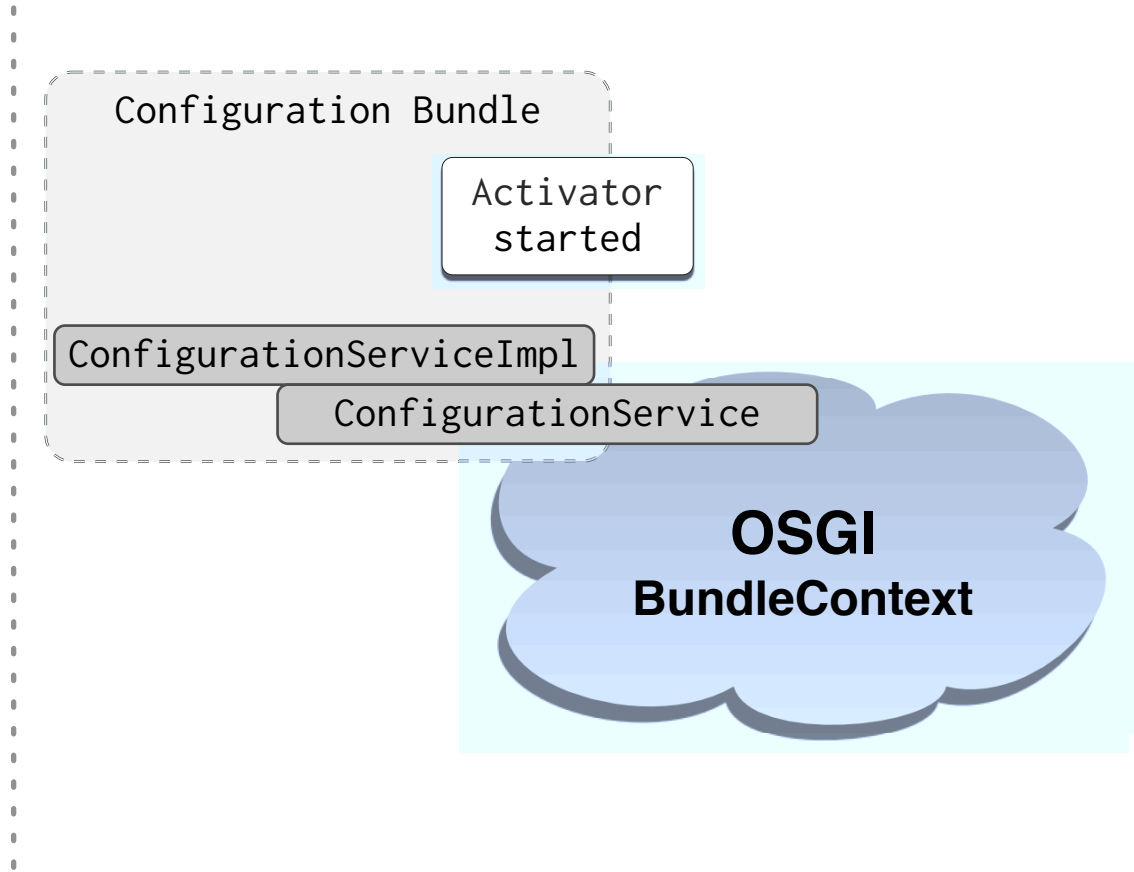 Configuration Bundle
Activator
started
ConfigurationServiceImpl
ConfigurationService
OSGI
BundleContext